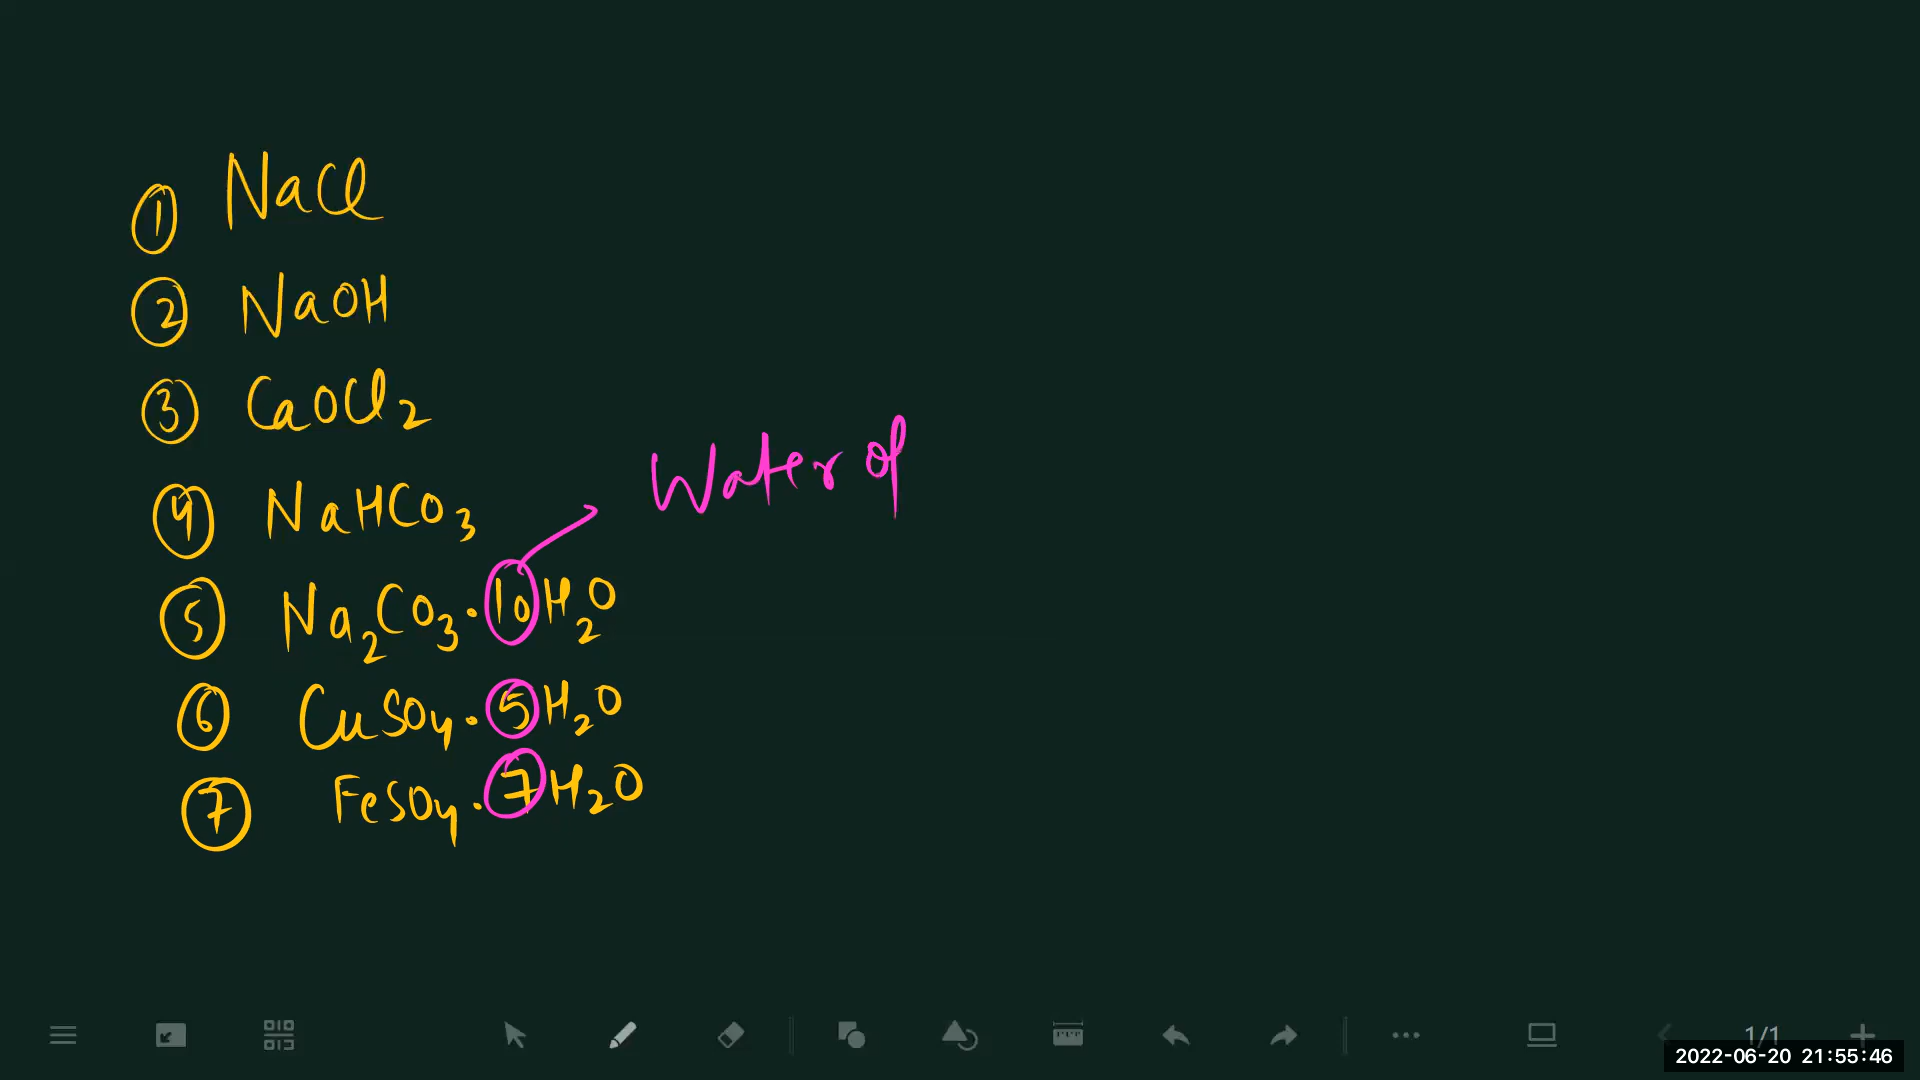 ① NaCl
② NaOH
③ CaOCl₂
④ NaHCO₃
Water of
⑤ Na₂CO₃·10H₂O
⑥ CuSO₄·5H₂O
⑦ FeSO₄·7H₂O
1/1
2022-06-20 21:55:46